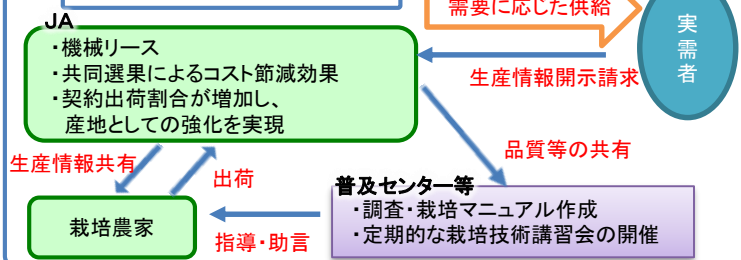 需要に応じた供給
JA
・機械リース
・共同選果によるコスト節減効果
・契約出荷割合が増加し、
産地としての強化を実現
実需者
生産情報開示請求
品質等の共有
生産情報共有
出荷
普及センター等
・調査・栽培マニュアル作成
・定期的な栽培技術講習会の開催
栽培農家
指導・助言